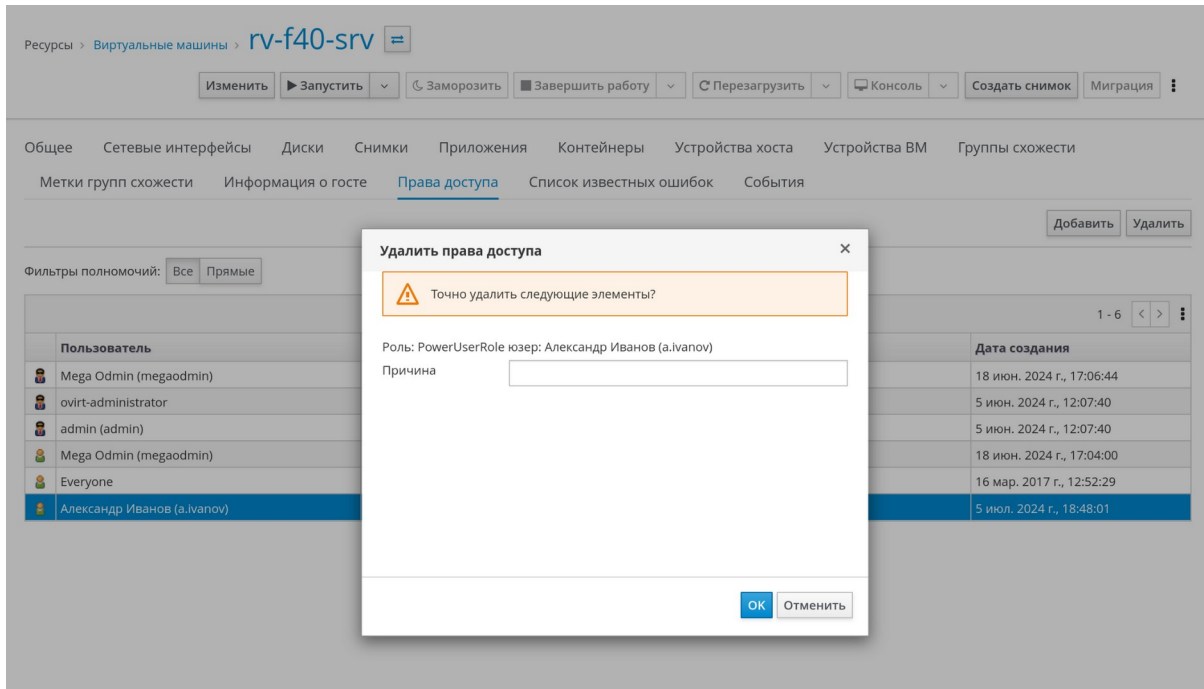 Ресурсы > Виртуальные машины > rv-f40-srv
Изменить Запустить Заморозить Завершить работу Перезагрузить Консоль Создать снимок Миграция
Общее Сетевые интерфейсы Диски Снимки Приложения Контейнеры Устройства хоста Устройства ВМ Группы схожести
Метки групп схожести Информация о госте Права доступа Список известных ошибок События
Добавить Удалить
Фильтры полномочий: Все Прямые
1 - 6 < >
Пользователь Дата создания
Mega Odmin (megaodmin) 18 июн. 2024 г., 17:06:44
ovirt-administrator 5 июн. 2024 г., 12:07:40
admin (admin) 5 июн. 2024 г., 12:07:40
Mega Odmin (megaodmin) 18 июн. 2024 г., 17:04:00
Everyone 16 мар. 2017 г., 12:52:29
Александр Иванов (a.ivanov) 5 июл. 2024 г., 18:48:01
Удалить права доступа ×
Точно удалить следующие элементы?
Роль: PowerUserRole юзер: Александр Иванов (a.ivanov)
Причина
OK Отменить